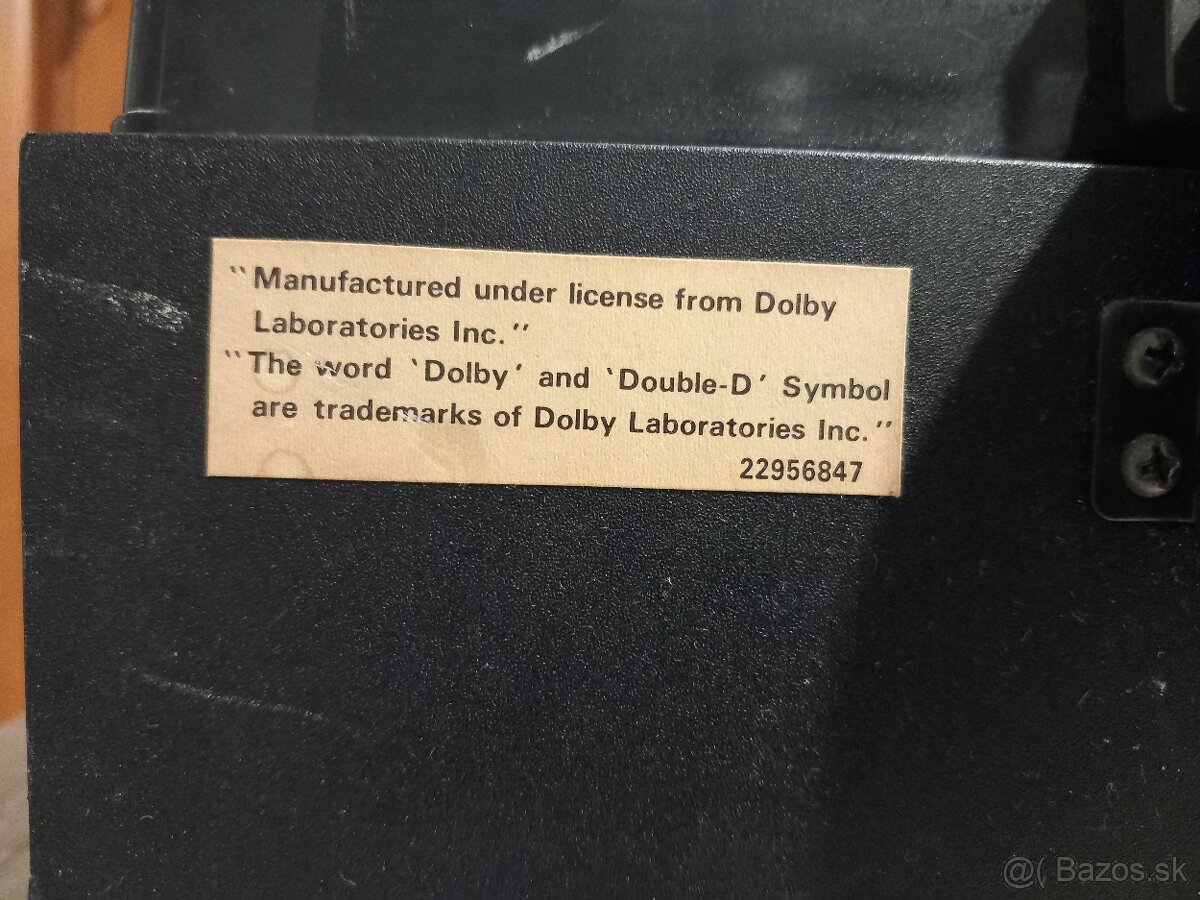 “Manufactured under license from Dolby
Laboratories Inc.”
“The word ‘Dolby’ and ‘Double-D’ Symbol
are trademarks of Dolby Laboratories Inc.”
22956847
@( Bazos.sk